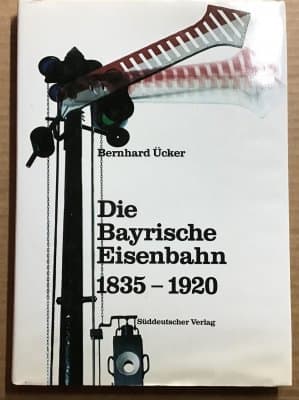 Bernhard Ücker
Die
Bayrische
Eisenbahn
1835 – 1920
Süddeutscher Verlag